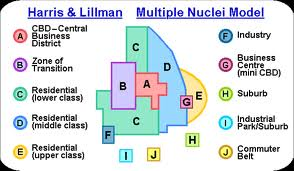 Harris & Lillman   Multiple Nuclei Model
A CBD–Central
Business
District
B Zone of
Transition
C Residential
(lower class)
D Residential
(middle class)
E Residential
(upper class)
C
D
B
A
C
G
E
F
H
I
J
F Industry
G Business
Centre
(mini CBD)
H Suburb
I Industrial
Park/Suburb
J Commuter
Belt